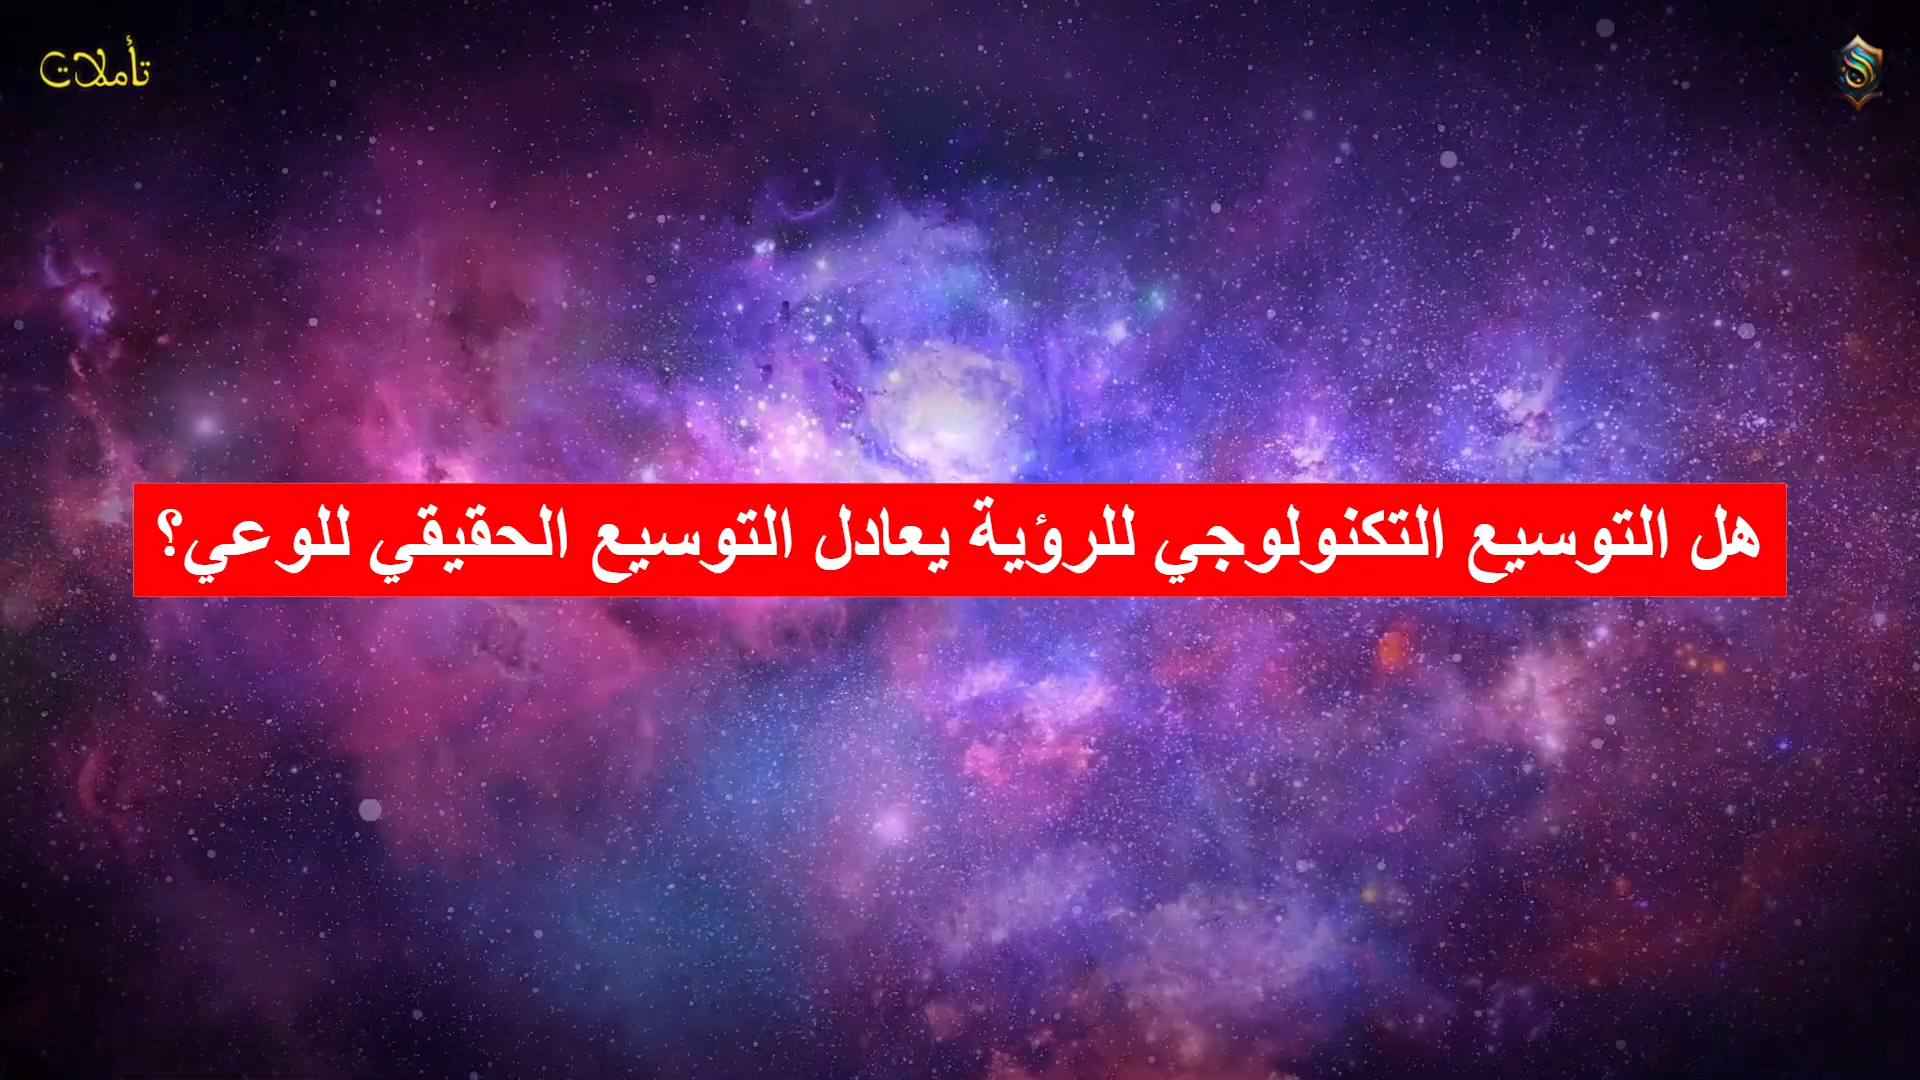 تأملات
هل التوسيع التكنولوجي للرؤية يعادل التوسيع الحقيقي للوعي؟